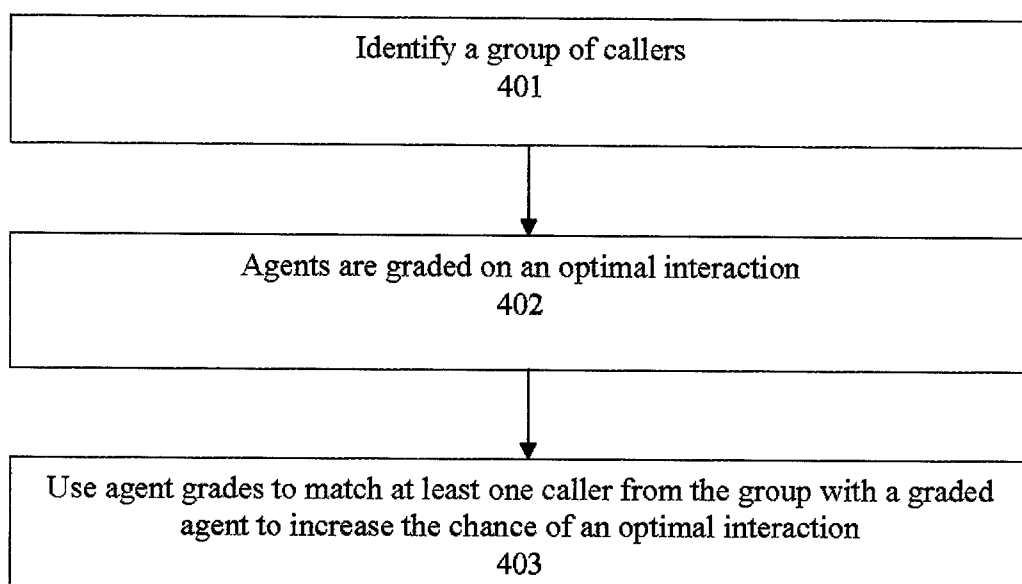 Identify a group of callers
401
Agents are graded on an optimal interaction
402
Use agent grades to match at least one caller from the group with a graded
agent to increase the chance of an optimal interaction
403